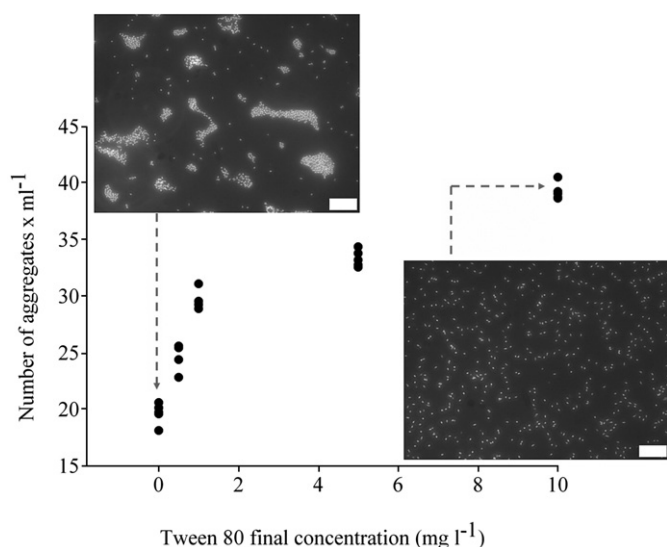 45
40
35
30
25
20
15
Number of aggregates x ml-1
0 2 4 6 8 10
Tween 80 final concentration (mg l-1)